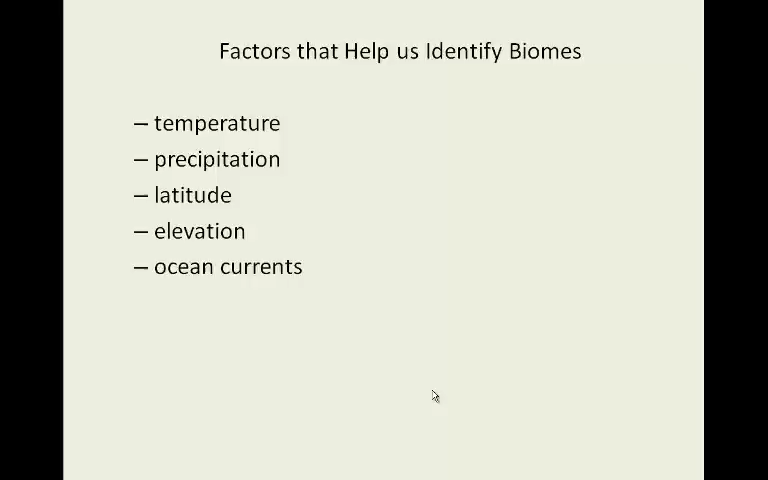 Factors that Help us Identify Biomes
– temperature
– precipitation
– latitude
– elevation
– ocean currents